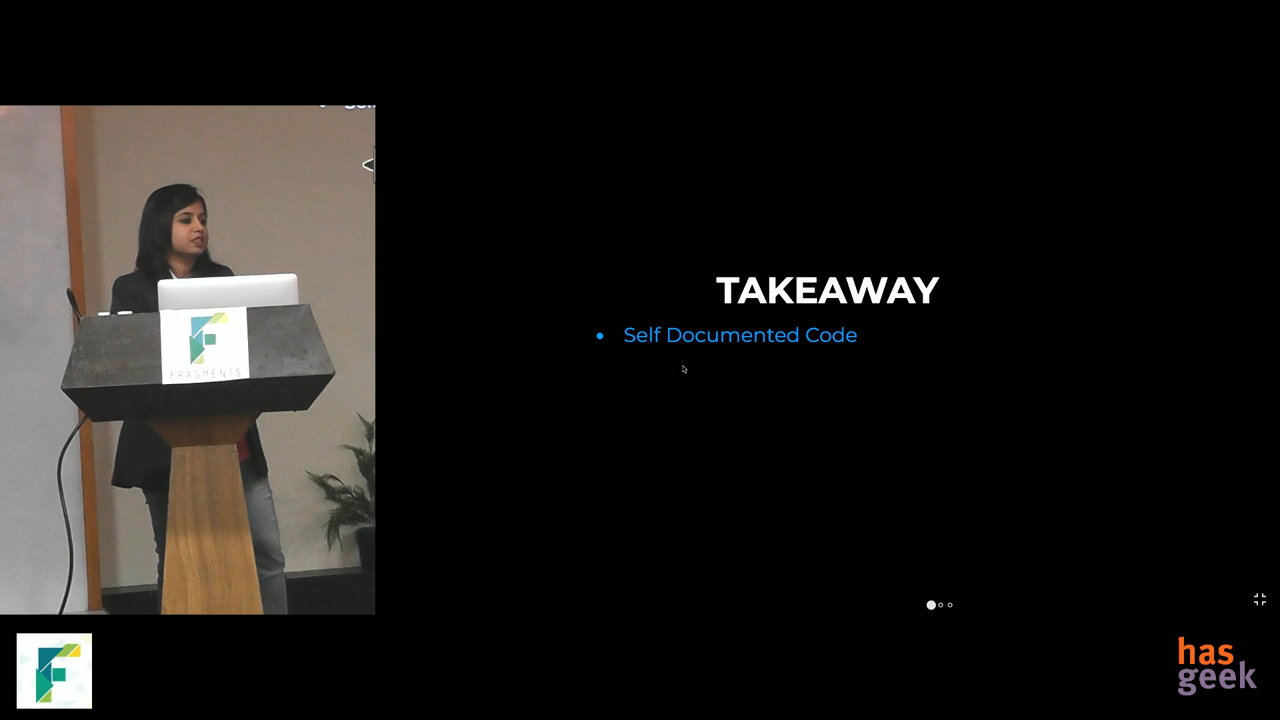 TAKEAWAY
• Self Documented Code
FRAGMENTS
has
geek